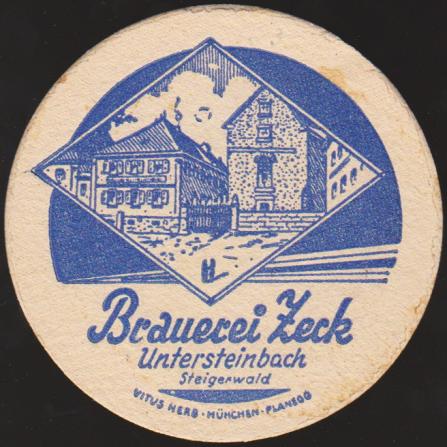 H
Brauerei Zeck
Untersteinbach
Steigerwald
VITUS HERB · MÜNCHEN - PLANEGG